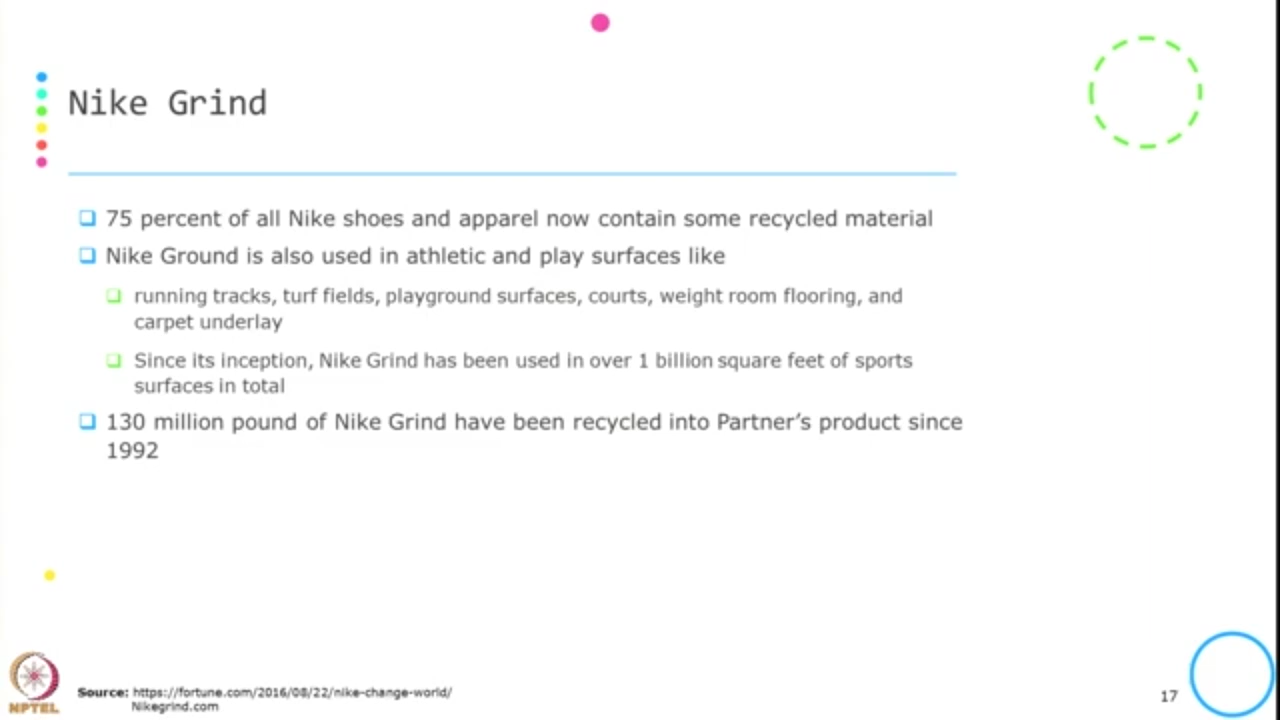 Nike Grind
75 percent of all Nike shoes and apparel now contain some recycled material
Nike Ground is also used in athletic and play surfaces like
running tracks, turf fields, playground surfaces, courts, weight room flooring, and
carpet underlay
Since its inception, Nike Grind has been used in over 1 billion square feet of sports
surfaces in total
130 million pound of Nike Grind have been recycled into Partner’s product since
1992
NPTEL
Source: https://fortune.com/2016/08/22/nike-change-world/
Nikegrind.com
17